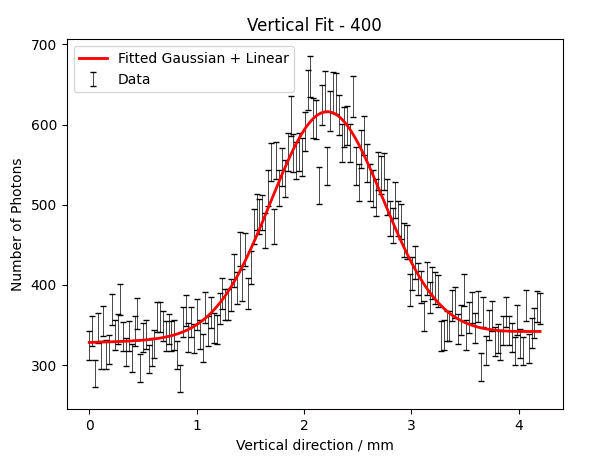 Vertical Fit - 400
700
600
500
400
300
Number of Photons
Fitted Gaussian + Linear
Data
0 1 2 3 4
Vertical direction / mm